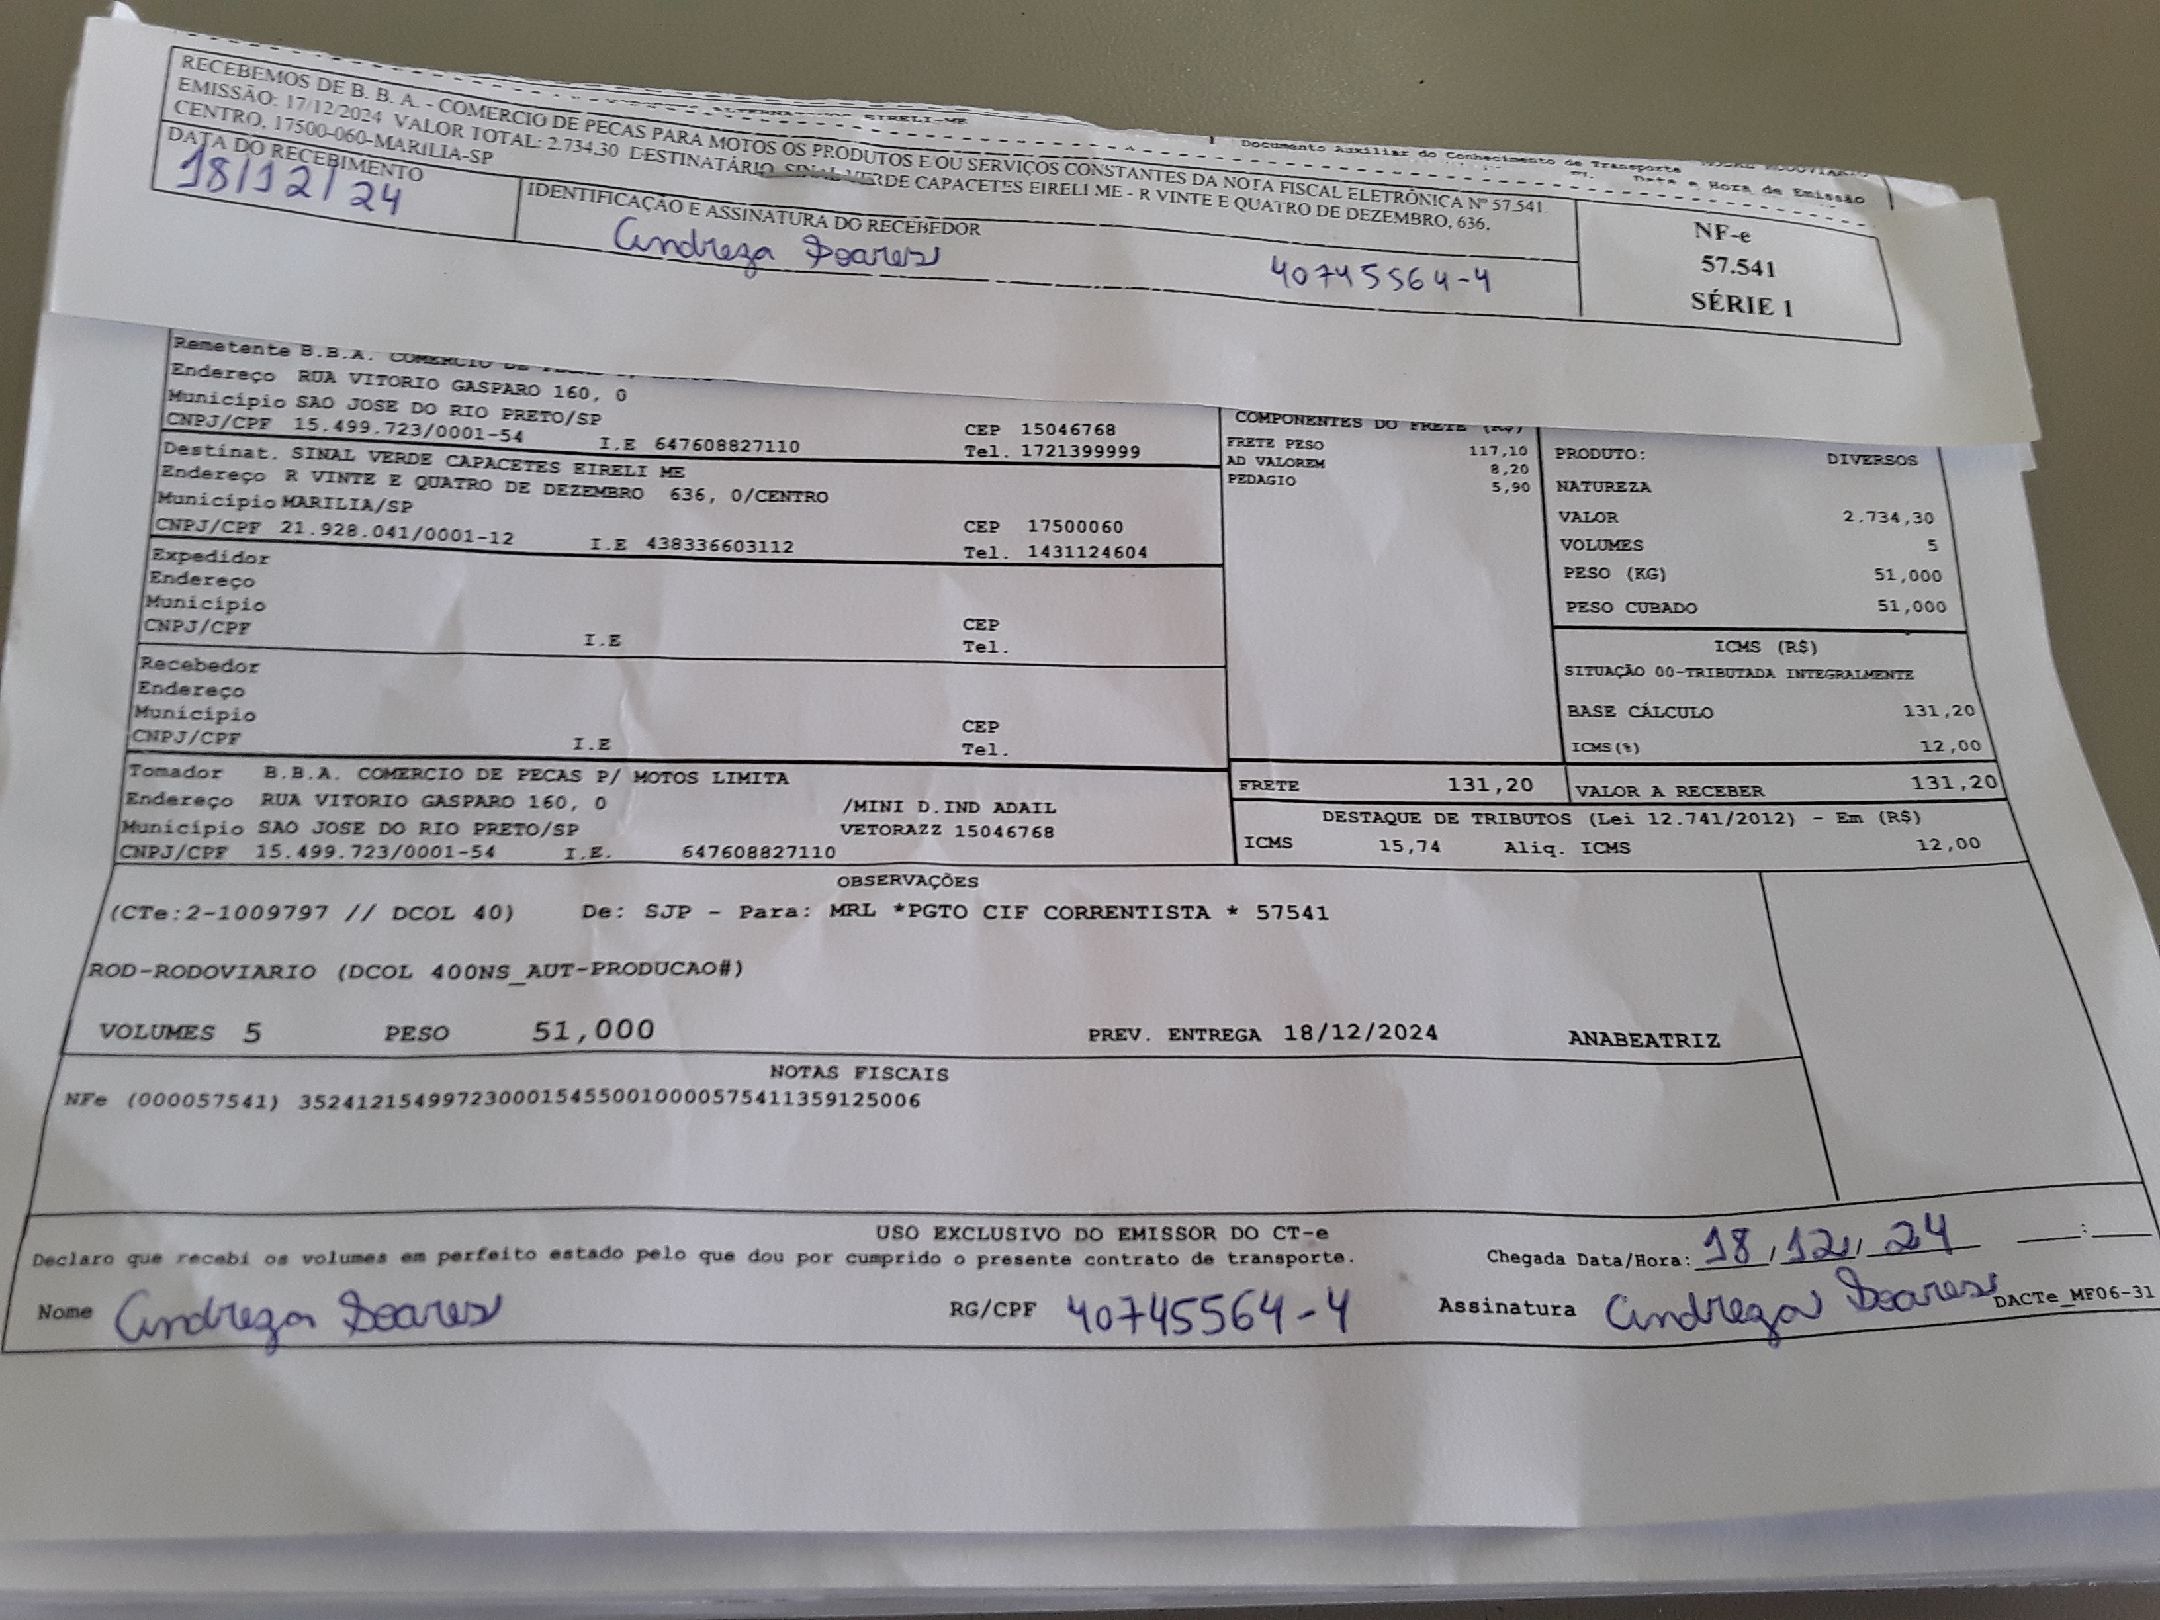 EIRELI-ME
Documento Auxiliar do Conhecimento de Transporte
Data e Hora de Emissão
RECEBEMOS DE B. B. A. - COMERCIO DE PECAS PARA MOTOS OS PRODUTOS E/OU SERVIÇOS CONSTANTES DA NOTA FISCAL ELETRÔNICA Nº 57.541
EMISSÃO: 17/12/2024 VALOR TOTAL: 2.734.30 DESTINATÁRIO: SINAL VERDE CAPACETES EIRELI ME - R VINTE E QUATRO DE DEZEMBRO, 636,
CENTRO, 17500-060-MARILIA-SP
DATA DO RECEBIMENTO
18/12/24
IDENTIFICAÇÃO E ASSINATURA DO RECEBEDOR
Andreza Soares 40745564-4
NF-e
57.541
SÉRIE 1
Remetente B.B.A. COMERCIO DE
Endereço RUA VITORIO GASPARO 160, 0
Município SAO JOSE DO RIO PRETO/SP CEP 15046768
CNPJ/CPF 15.499.723/0001-54 I.E 647608827110 Tel. 1721399999
Destinat. SINAL VERDE CAPACETES EIRELI ME
Endereço R VINTE E QUATRO DE DEZEMBRO 636, 0/CENTRO
Município MARILIA/SP CEP 17500060
CNPJ/CPF 21.928.041/0001-12 I.E 438336603112 Tel. 1431124604
Expedidor
Endereço
Município CEP
CNPJ/CPF I.E Tel.
Recebedor
Endereço
Município CEP
CNPJ/CPF I.E Tel.
Tomador B.B.A. COMERCIO DE PECAS P/ MOTOS LIMITA
Endereço RUA VITORIO GASPARO 160, 0 /MINI D.IND ADAIL
Município SAO JOSE DO RIO PRETO/SP VETORAZZ 15046768
CNPJ/CPF 15.499.723/0001-54 I.E. 647608827110
COMPONENTES DO FRETE (R$)
FRETE PESO 117,10
AD VALOREM 8,20
PEDAGIO 5,90
PRODUTO: DIVERSOS
NATUREZA
VALOR 2.734,30
VOLUMES 5
PESO (KG) 51,000
PESO CUBADO 51,000
ICMS (R$)
SITUAÇÃO 00-TRIBUTADA INTEGRALMENTE
BASE CÁLCULO 131,20
ICMS(%) 12,00
FRETE 131,20 VALOR A RECEBER 131,20
DESTAQUE DE TRIBUTOS (Lei 12.741/2012) - Em (R$)
ICMS 15,74 Aliq. ICMS 12,00
OBSERVAÇÕES
(CTe:2-1009797 // DCOL 40) De: SJP - Para: MRL *PGTO CIF CORRENTISTA * 57541
ROD-RODOVIARIO (DCOL 400NS_AUT-PRODUCAO#)
VOLUMES 5 PESO 51,000 PREV. ENTREGA 18/12/2024 ANABEATRIZ
NOTAS FISCAIS
NFe (000057541) 35241215499723000154550010000575411359125006
USO EXCLUSIVO DO EMISSOR DO CT-e
Declaro que recebi os volumes em perfeito estado pelo que dou por cumprido o presente contrato de transporte. Chegada Data/Hora: 18/12/24 __:__
Nome Andreza Soares RG/CPF 40745564-4 Assinatura Andreza Soares DACTe_MF06-31